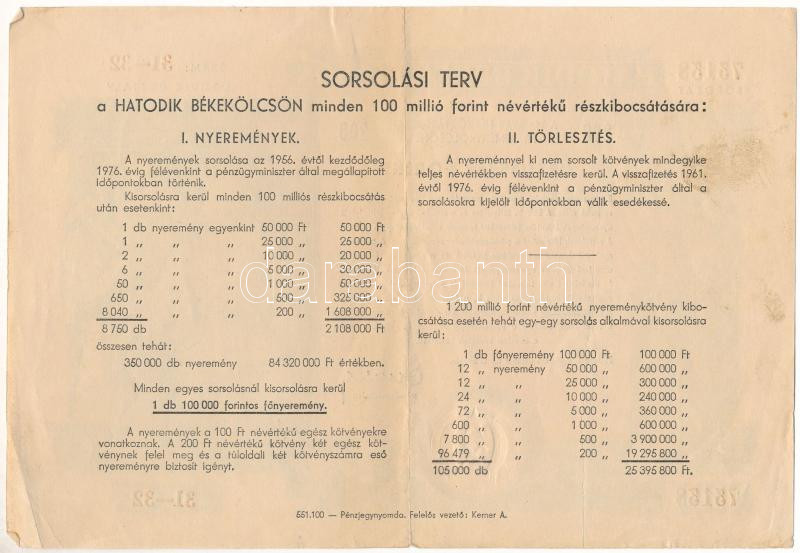 SORSOLÁSI TERV
a HATODIK BÉKEKÖLCSÖN minden 100 millió forint névértékű részkibocsátására:
I. NYEREMÉNYEK.
A nyeremények sorsolása az 1956. évtől kezdődőleg
1976. évig félévenkint a pénzügyminiszter által megállapított
időpontokban történik.
Kisorsolásra kerül minden 100 milliós részkibocsátás
után esetenkint:
1 db nyeremény egyenkint 50 000 Ft 50 000 Ft
1 „ „ „ 25 000 „ 25 000 „
2 „ „ „ 10 000 „ 20 000 „
6 „ „ „ 5 000 „ 30 000 „
50 „ „ „ 1 000 „ 50 000 „
650 „ „ „ 500 „ 325 000 „
8 040 „ „ „ 200 „ 1 608 000 „
8 750 db 2 108 000 Ft
összesen tehát:
350 000 db nyeremény 84 320 000 Ft értékben.
Minden egyes sorsolásnál kisorsolásra kerül
1 db 100 000 forintos főnyeremény.
A nyeremények a 100 Ft névértékű egész kötvényekre
vonatkoznak. A 200 Ft névértékű kötvény két egész köt-
vénynek felel meg és a túloldali két kötvényszámra eső
nyereményre biztosít igényt.
II. TÖRLESZTÉS.
A nyereménnyel ki nem sorsolt kötvények mindegyike
teljes névértékben visszafizetésre kerül. A visszafizetés 1961.
évtől 1976. évig félévenkint a pénzügyminiszter által a
sorsolásokra kijelölt időpontokban válik esedékessé.
1 200 millió forint névértékű nyereménykötvény kibo-
csátása esetén tehát egy-egy sorsolás alkalmával kisorsolásra
kerül:
1 db főnyeremény 100 000 Ft 100 000 Ft
12 „ nyeremény 50 000 „ 600 000 „
12 „ „ 25 000 „ 300 000 „
24 „ „ 10 000 „ 240 000 „
72 „ „ 5 000 „ 360 000 „
600 „ „ 1 000 „ 600 000 „
7 800 „ „ 500 „ 3 900 000 „
96 479 „ „ 200 „ 19 295 800 „
105 000 db 25 395 800 Ft.
551.100 — Pénzjegynyomda. Felelős vezető: Kerner A.
darabanth